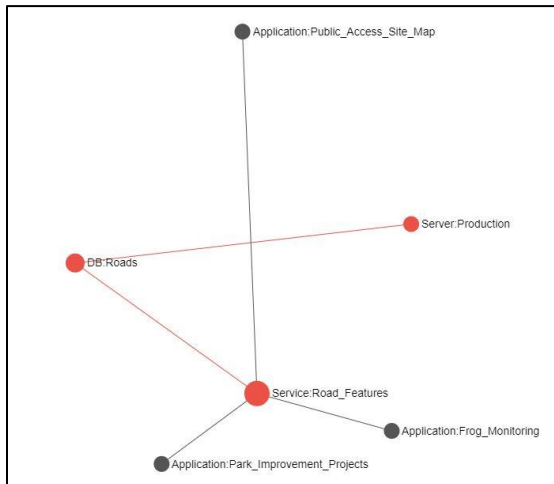 Application:Public_Access_Site_Map
Server:Production
DB:Roads
Service:Road_Features
Application:Frog_Monitoring
Application:Park_Improvement_Projects